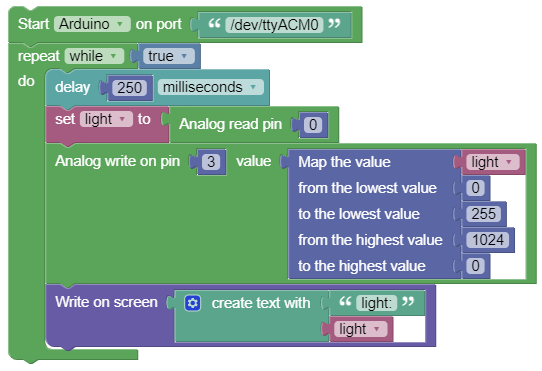 Start Arduino on port “ /dev/ttyACM0 ”
repeat while true
do
delay 250 milliseconds
set light to Analog read pin 0
Analog write on pin 3 value Map the value light
from the lowest value 0
to the lowest value 255
from the highest value 1024
to the highest value 0
Write on screen create text with “ light: ”
light